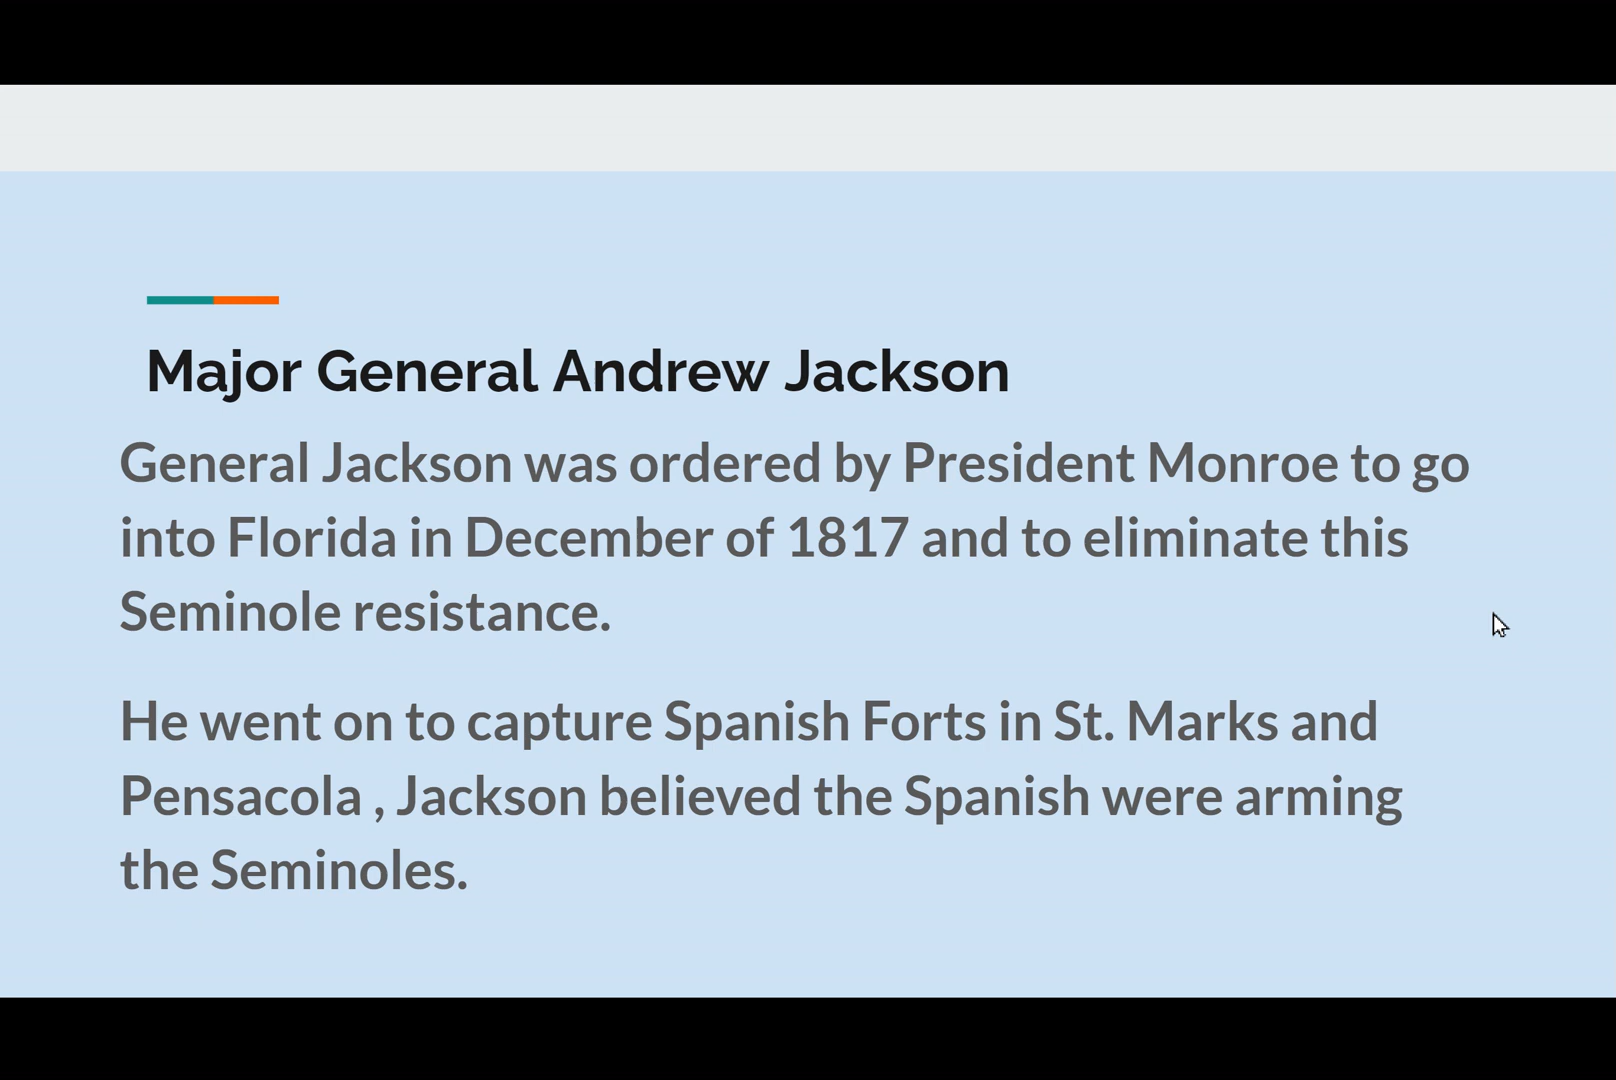 Major General Andrew Jackson
General Jackson was ordered by President Monroe to go
into Florida in December of 1817 and to eliminate this
Seminole resistance.
He went on to capture Spanish Forts in St. Marks and
Pensacola , Jackson believed the Spanish were arming
the Seminoles.